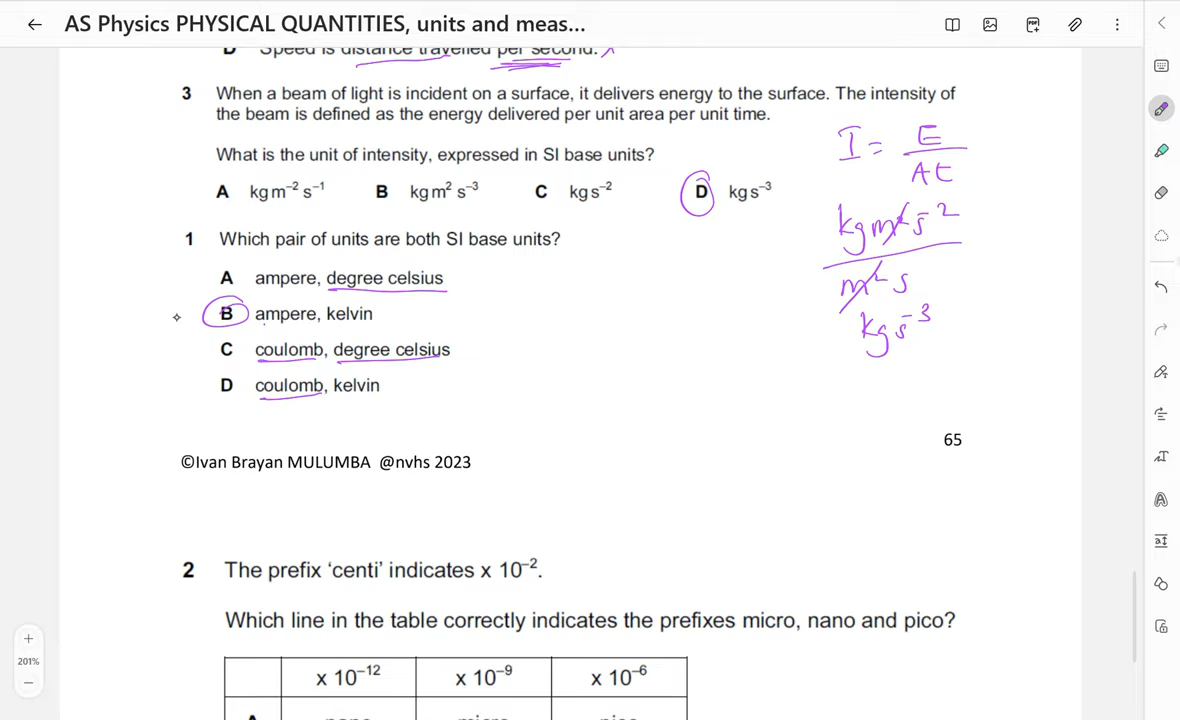 AS Physics PHYSICAL QUANTITIES, units and meas...
D Speed is distance travelled per second.
3 When a beam of light is incident on a surface, it delivers energy to the surface. The intensity of
the beam is defined as the energy delivered per unit area per unit time.
What is the unit of intensity, expressed in SI base units?
A kg m⁻² s⁻¹ B kg m² s⁻³ C kg s⁻² D kg s⁻³
I = E / At
kg m² s⁻² / m² s
kg s⁻³
1 Which pair of units are both SI base units?
A ampere, degree celsius
B ampere, kelvin
C coulomb, degree celsius
D coulomb, kelvin
65
©Ivan Brayan MULUMBA @nvhs 2023
2 The prefix ‘centi’ indicates x 10⁻².
Which line in the table correctly indicates the prefixes micro, nano and pico?
x 10⁻¹² x 10⁻⁹ x 10⁻⁶
A nano micro pico
201%